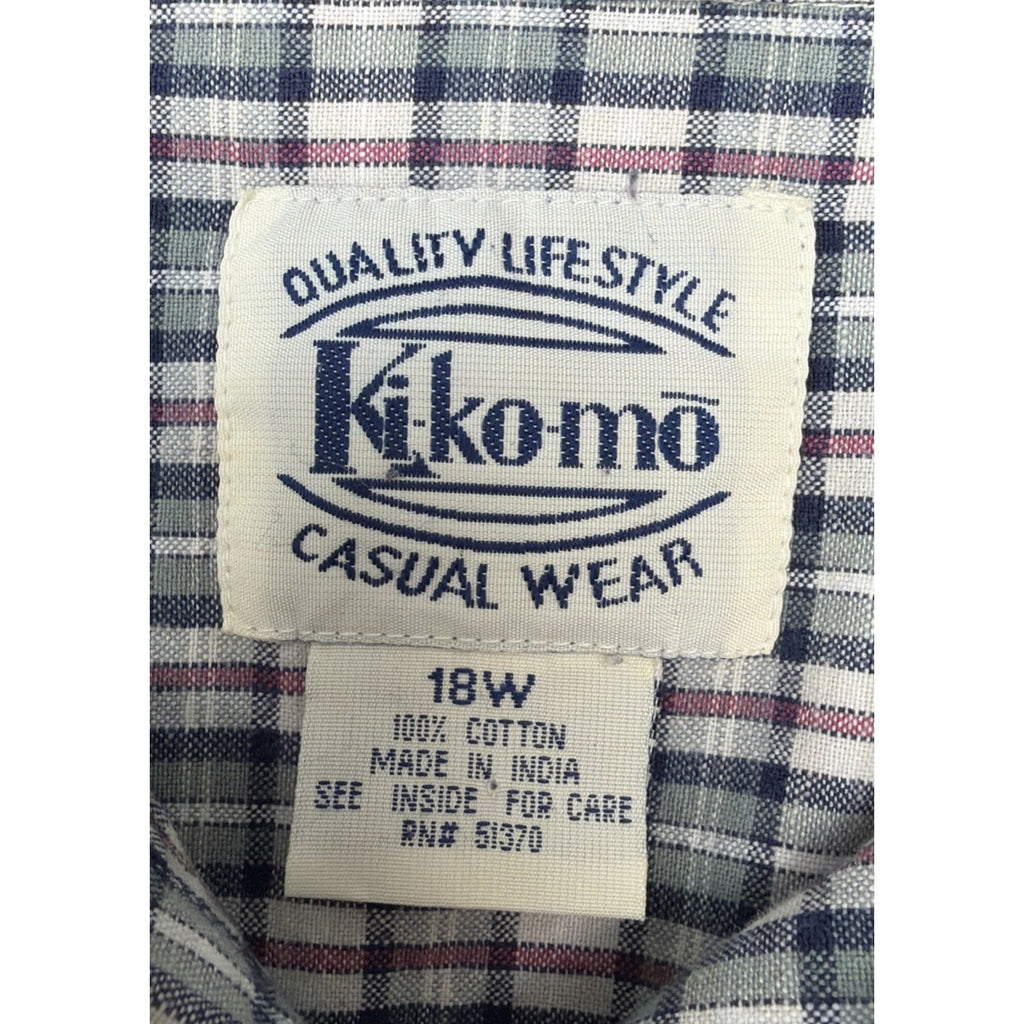 QUALITY LIFESTYLE
Ki-ko-mō
CASUAL WEAR
18W
100% COTTON
MADE IN INDIA
SEE INSIDE FOR CARE
RN# 51370